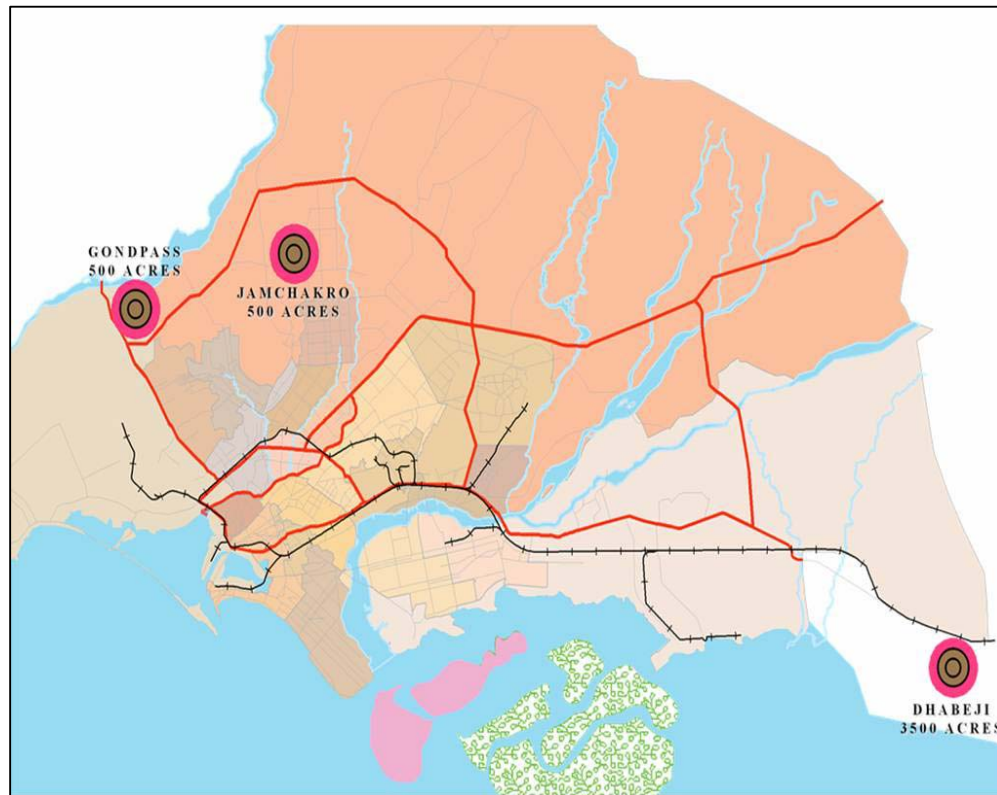 GONDPASS
500 ACRES
JAMCHAKRO
500 ACRES
DHABEJI
3500 ACRES